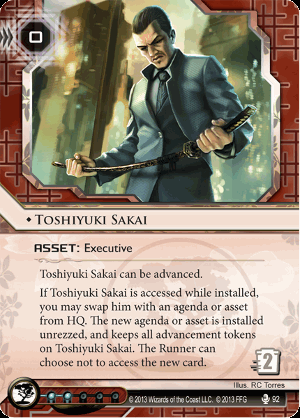 0
♦ TOSHIYUKI SAKAI
ASSET: Executive
Toshiyuki Sakai can be advanced.
If Toshiyuki Sakai is accessed while installed,
you may swap him with an agenda or asset
from HQ. The new agenda or asset is installed
unrezzed, and keeps all advancement tokens
on Toshiyuki Sakai. The Runner can
choose not to access the new card.
2
Illus. RC Torres
©2013 Wizards of the Coast LLC. © 2013 FFG
92